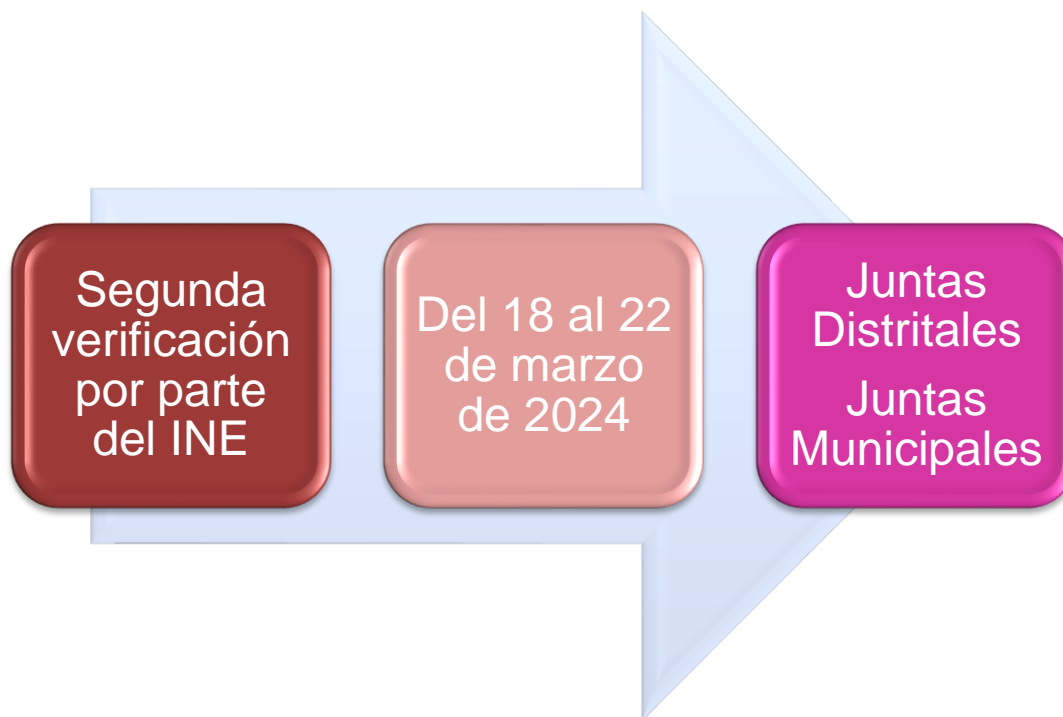 Segunda
verificación
por parte
del INE
Del 18 al 22
de marzo
de 2024
Juntas
Distritales
Juntas
Municipales